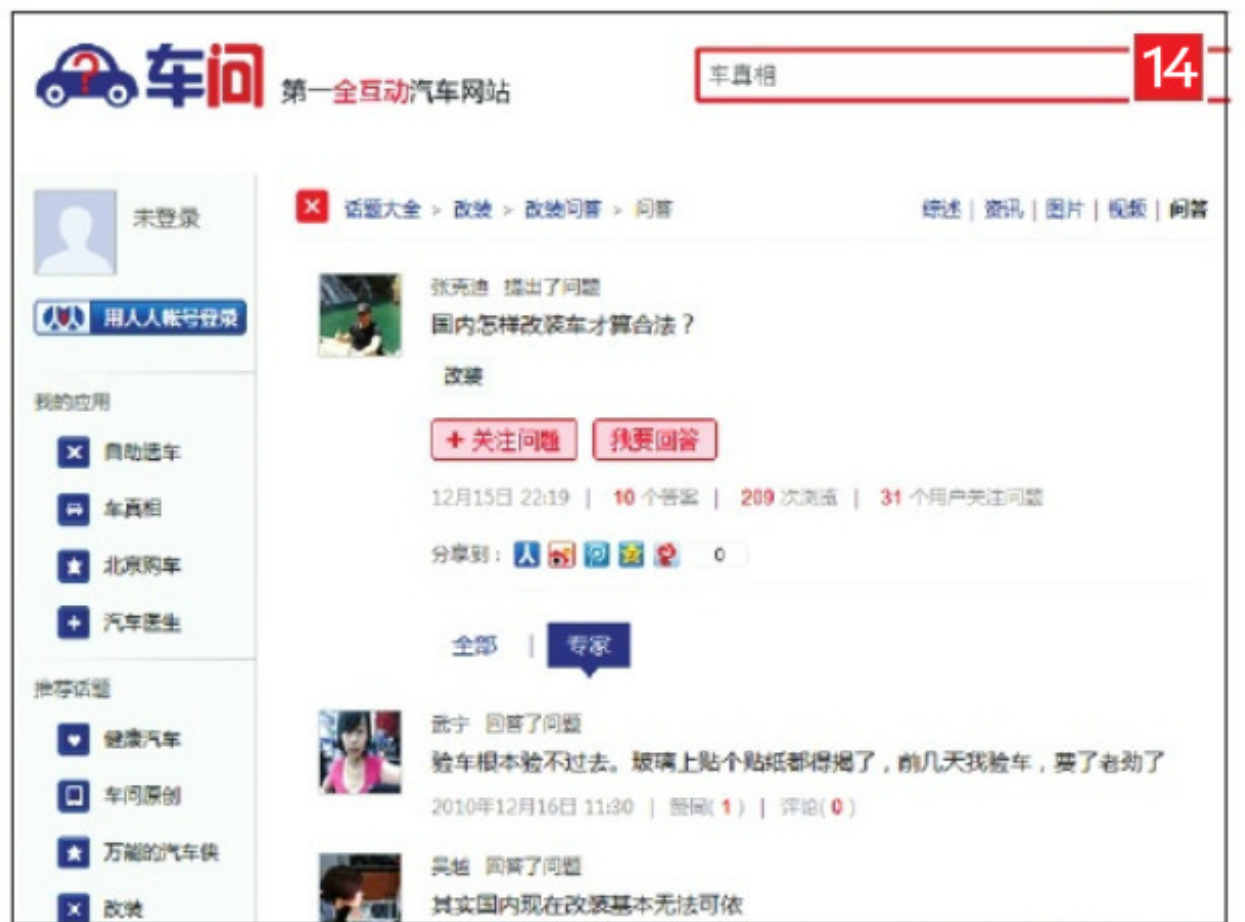 车问 第一全互动汽车网站
车真相
14
未登录
用人人帐号登录
我的应用
自助选车
车真相
北京购车
汽车医生
推荐话题
健康汽车
车问原创
万能的汽车侠
改装
话题大全 > 改装 > 改装问答 > 问答
综述 | 资讯 | 图片 | 视频 | 问答
张克迪 提出了问题
国内怎样改装车才算合法？
改装
+ 关注问题 我要回答
12月15日 22:19 | 10 个答案 | 209 次浏览 | 31 个用户关注问题
分享到： 0
全部 | 专家
武宁 回答了问题
验车根本验不过去。玻璃上贴个贴纸都得揭了，前几天我验车，费了老劲了
2010年12月16日 11:30 | 赞同( 1 ) | 评论( 0 )
吴越 回答了问题
其实国内现在改装基本无法可依